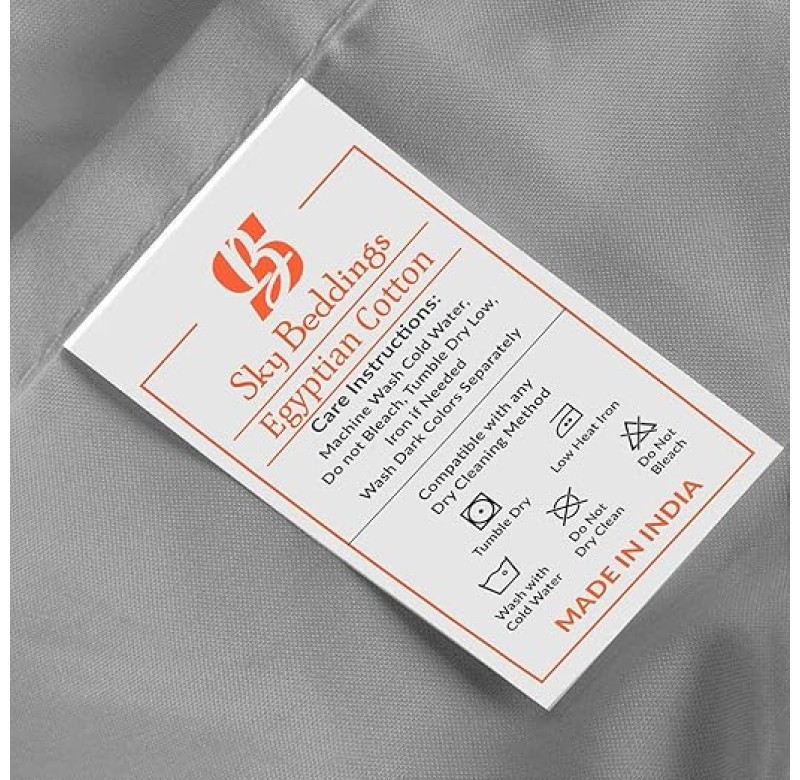 Sky Beddings
Egyptian Cotton
Care Instructions:
Machine Wash Cold Water,
Do not Bleach, Tumble Dry Low,
Iron if Needed
Wash Dark Colors Separately
Compatible with any
Dry Cleaning Method
Tumble Dry
Low Heat Iron
Wash with
Cold Water
Do Not
Dry Clean
Do Not
Bleach
MADE IN INDIA